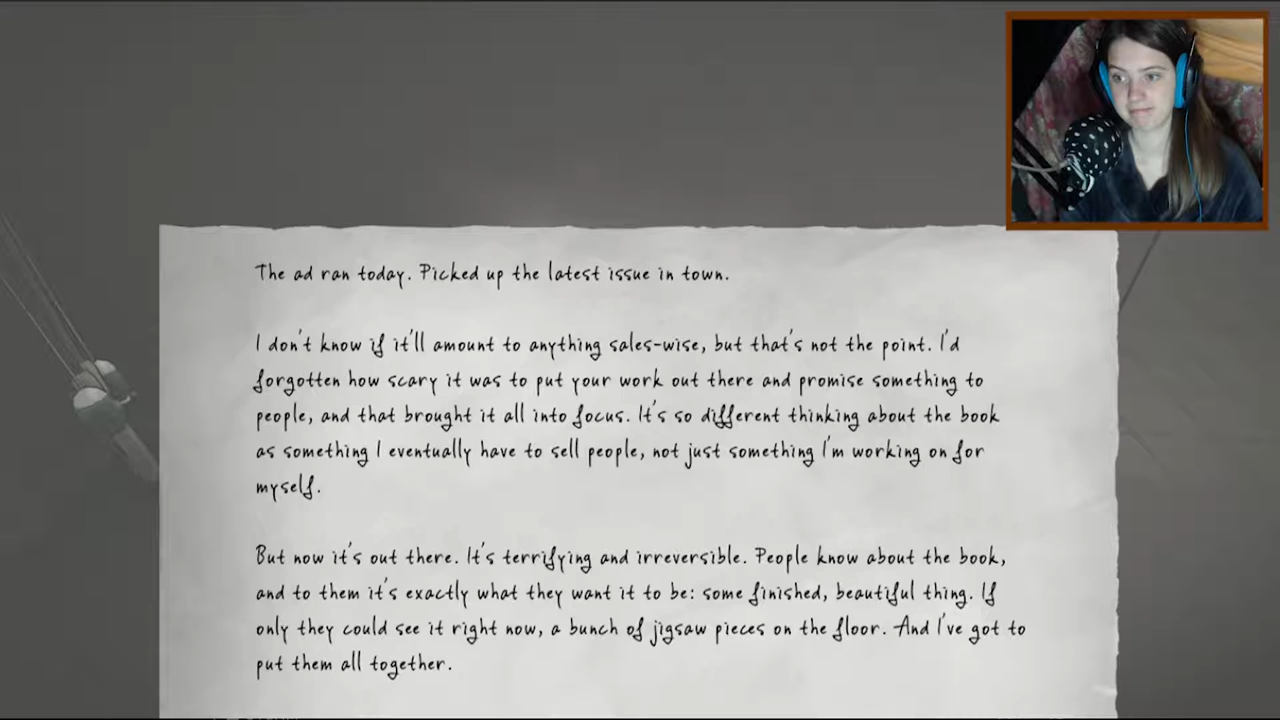 The ad ran today. Picked up the latest issue in town.
I don't know if it'll amount to anything sales-wise, but that's not the point. I'd
forgotten how scary it was to put your work out there and promise something to
people, and that brought it all into focus. It's so different thinking about the book
as something I eventually have to sell people, not just something I'm working on for
myself.
But now it's out there. It's terrifying and irreversible. People know about the book,
and to them it's exactly what they want it to be: some finished, beautiful thing. If
only they could see it right now, a bunch of jigsaw pieces on the floor. And I've got to
put them all together.